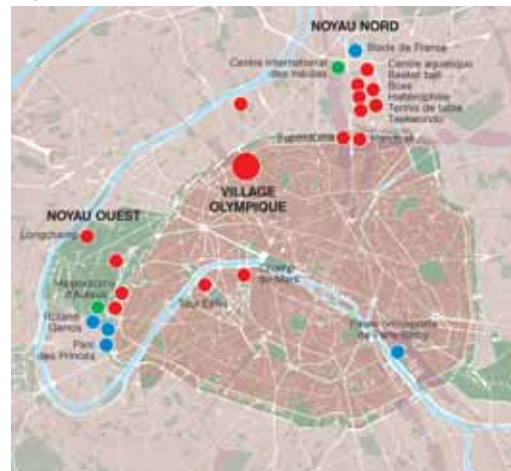 NOYAU NORD
Stade de France
Centre international
des médias
Centre aquatique
Basket ball
Boxe
Haltérophilie
Tennis de table
Taekwondo
Superdôme
VILLAGE
OLYMPIQUE
NOYAU OUEST
Longchamp
Hippodrome
d'Auteuil
Roland
Garros
Parc
des Princes
Tour Eiffel
Champ
de Mars
Palais omnisports
de Paris-Bercy